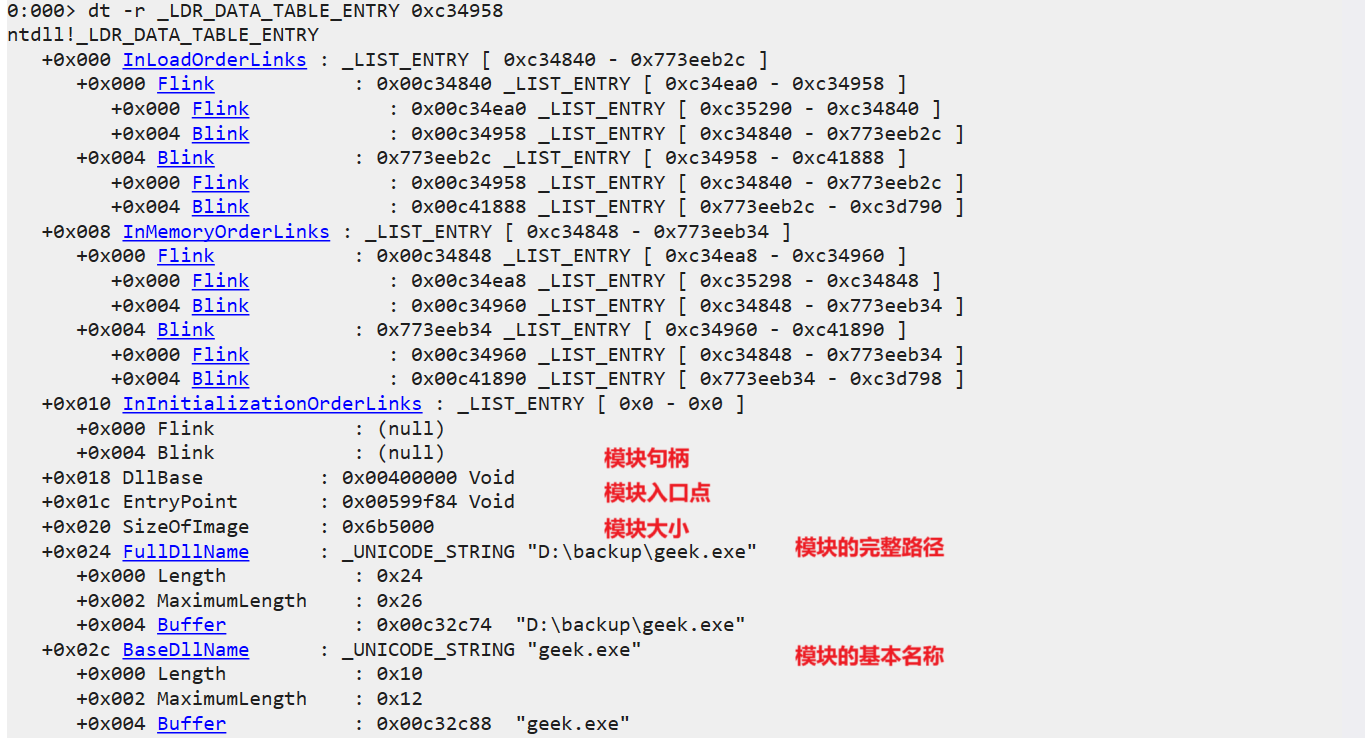 0:000> dt -r _LDR_DATA_TABLE_ENTRY 0xc34958
ntdll!_LDR_DATA_TABLE_ENTRY
   +0x000 InLoadOrderLinks : _LIST_ENTRY [ 0xc34840 - 0x773eeb2c ]
      +0x000 Flink            : 0x00c34840 _LIST_ENTRY [ 0xc34ea0 - 0xc34958 ]
         +0x000 Flink            : 0x00c34ea0 _LIST_ENTRY [ 0xc35290 - 0xc34840 ]
         +0x004 Blink            : 0x00c34958 _LIST_ENTRY [ 0xc34840 - 0x773eeb2c ]
      +0x004 Blink            : 0x773eeb2c _LIST_ENTRY [ 0xc34958 - 0xc41888 ]
         +0x000 Flink            : 0x00c34958 _LIST_ENTRY [ 0xc34840 - 0x773eeb2c ]
         +0x004 Blink            : 0x00c41888 _LIST_ENTRY [ 0x773eeb2c - 0xc3d790 ]
   +0x008 InMemoryOrderLinks : _LIST_ENTRY [ 0xc34848 - 0x773eeb34 ]
      +0x000 Flink            : 0x00c34848 _LIST_ENTRY [ 0xc34ea8 - 0xc34960 ]
         +0x000 Flink            : 0x00c34ea8 _LIST_ENTRY [ 0xc35298 - 0xc34848 ]
         +0x004 Blink            : 0x00c34960 _LIST_ENTRY [ 0xc34848 - 0x773eeb34 ]
      +0x004 Blink            : 0x773eeb34 _LIST_ENTRY [ 0xc34960 - 0xc41890 ]
         +0x000 Flink            : 0x00c34960 _LIST_ENTRY [ 0xc34848 - 0x773eeb34 ]
         +0x004 Blink            : 0x00c41890 _LIST_ENTRY [ 0x773eeb34 - 0xc3d798 ]
   +0x010 InInitializationOrderLinks : _LIST_ENTRY [ 0x0 - 0x0 ]
      +0x000 Flink            : (null)
      +0x004 Blink            : (null)
   +0x018 DllBase          : 0x00400000 Void 模块句柄
   +0x01c EntryPoint       : 0x00599f84 Void 模块入口点
   +0x020 SizeOfImage      : 0x6b5000 模块大小
   +0x024 FullDllName      : _UNICODE_STRING "D:\backup\geek.exe" 模块的完整路径
      +0x000 Length           : 0x24
      +0x002 MaximumLength    : 0x26
      +0x004 Buffer           : 0x00c32c74  "D:\backup\geek.exe"
   +0x02c BaseDllName      : _UNICODE_STRING "geek.exe" 模块的基本名称
      +0x000 Length           : 0x10
      +0x002 MaximumLength    : 0x12
      +0x004 Buffer           : 0x00c32c88  "geek.exe"